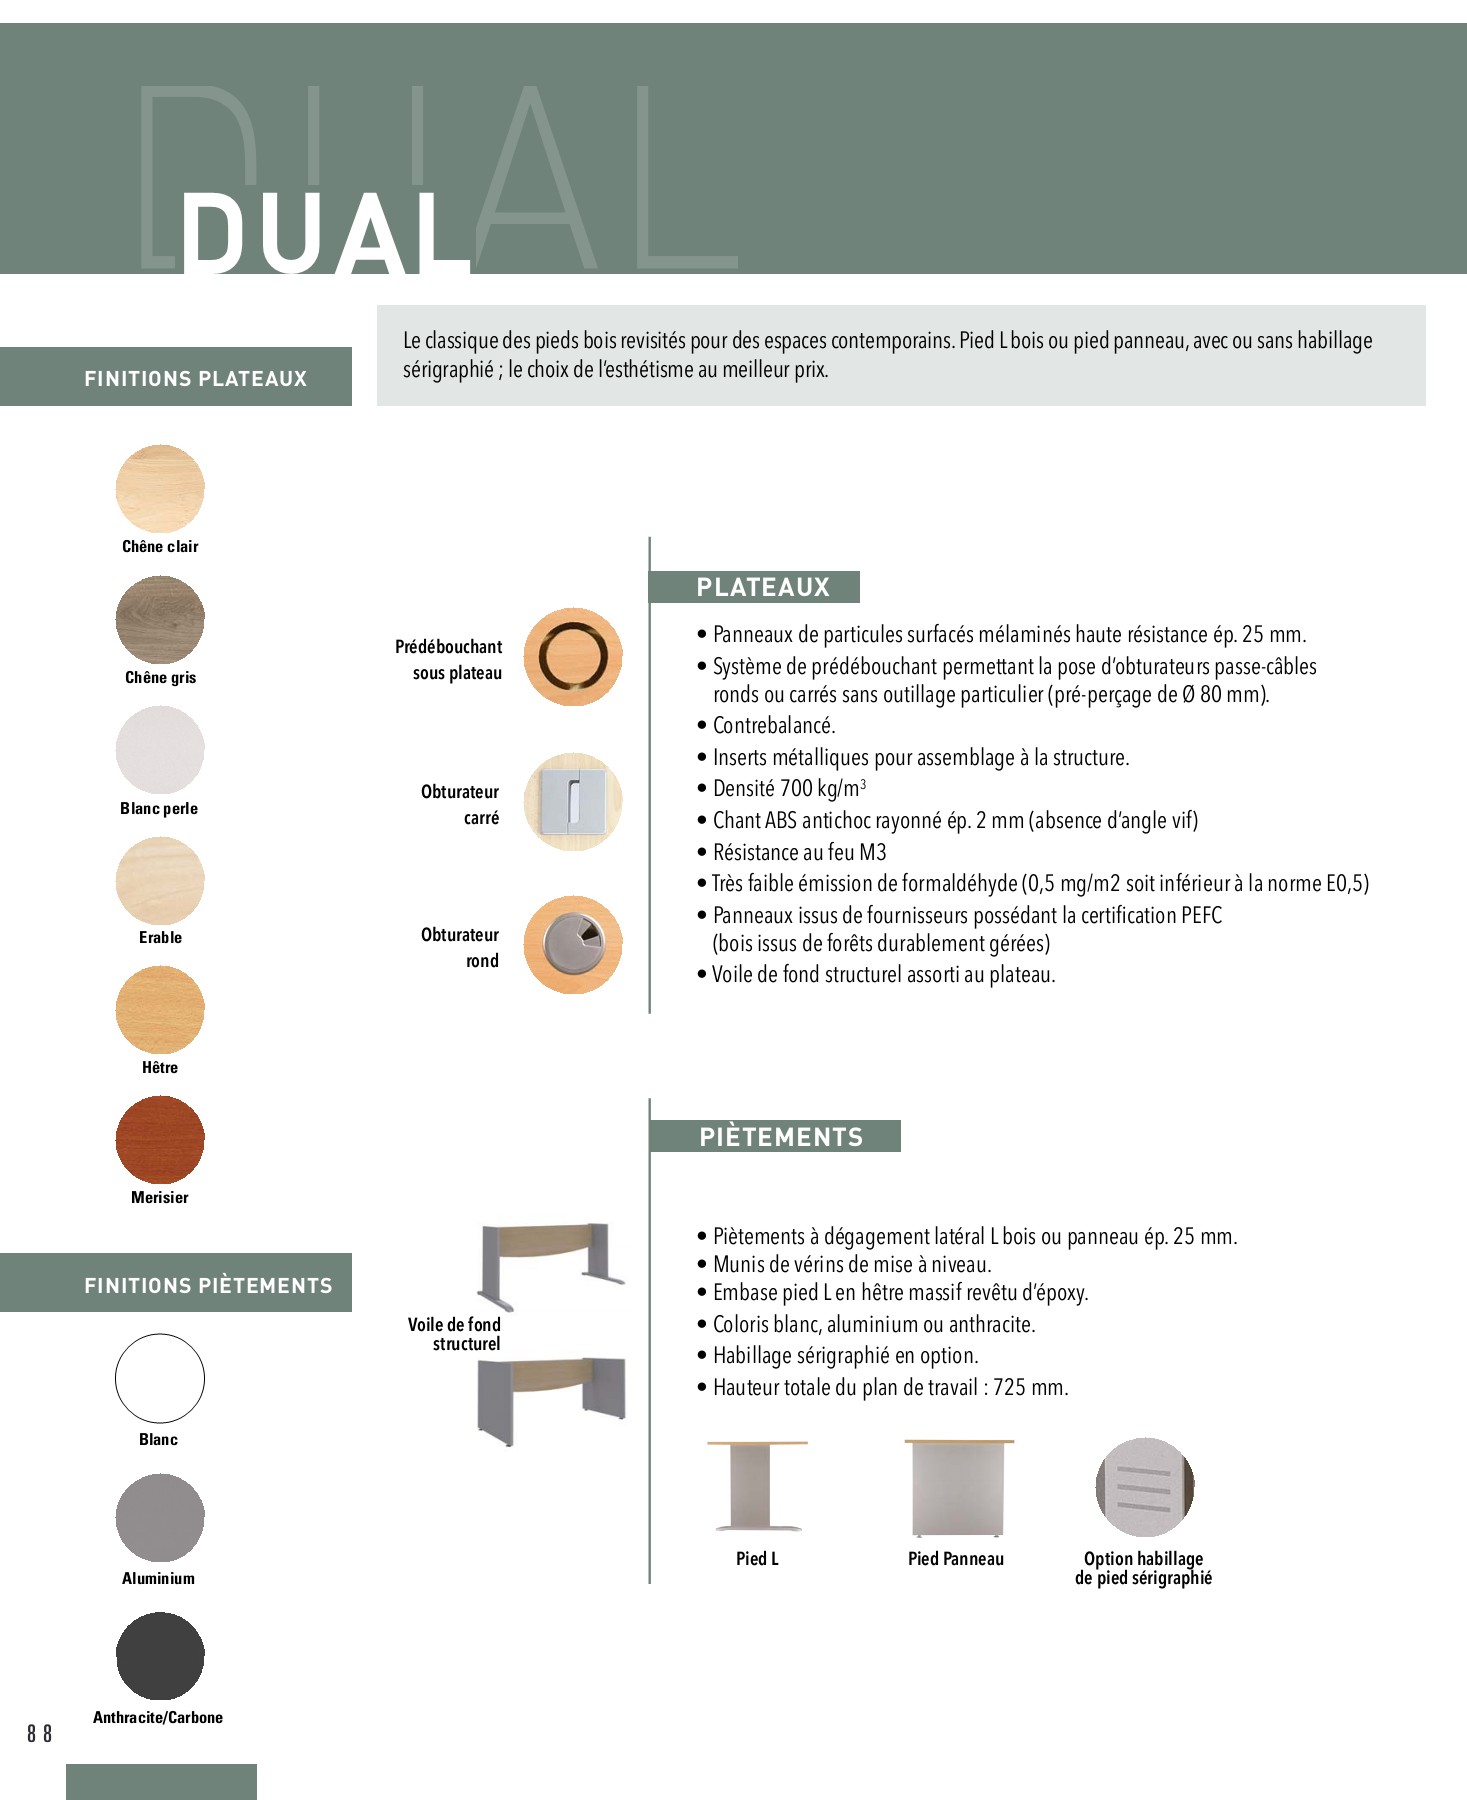 DUAL
DUAL
Le classique des pieds bois revisités pour des espaces contemporains. Pied L bois ou pied panneau, avec ou sans habillage
sérigraphié ; le choix de l’esthétisme au meilleur prix.
FINITIONS PLATEAUX
Chêne clair
Chêne gris
Blanc perle
Erable
Hêtre
Merisier
FINITIONS PIÈTEMENTS
Blanc
Aluminium
Anthracite/Carbone
Prédébouchant
sous plateau
Obturateur
carré
Obturateur
rond
PLATEAUX
• Panneaux de particules surfacés mélaminés haute résistance ép. 25 mm.
• Système de prédébouchant permettant la pose d’obturateurs passe-câbles
ronds ou carrés sans outillage particulier (pré-perçage de Ø 80 mm).
• Contrebalancé.
• Inserts métalliques pour assemblage à la structure.
• Densité 700 kg/m³
• Chant ABS antichoc rayonné ép. 2 mm (absence d’angle vif)
• Résistance au feu M3
• Très faible émission de formaldéhyde (0,5 mg/m2 soit inférieur à la norme E0,5)
• Panneaux issus de fournisseurs possédant la certification PEFC
(bois issus de forêts durablement gérées)
• Voile de fond structurel assorti au plateau.
PIÈTEMENTS
Voile de fond
structurel
• Piètements à dégagement latéral L bois ou panneau ép. 25 mm.
• Munis de vérins de mise à niveau.
• Embase pied L en hêtre massif revêtu d’époxy.
• Coloris blanc, aluminium ou anthracite.
• Habillage sérigraphié en option.
• Hauteur totale du plan de travail : 725 mm.
Pied L
Pied Panneau
Option habillage
de pied sérigraphié
88